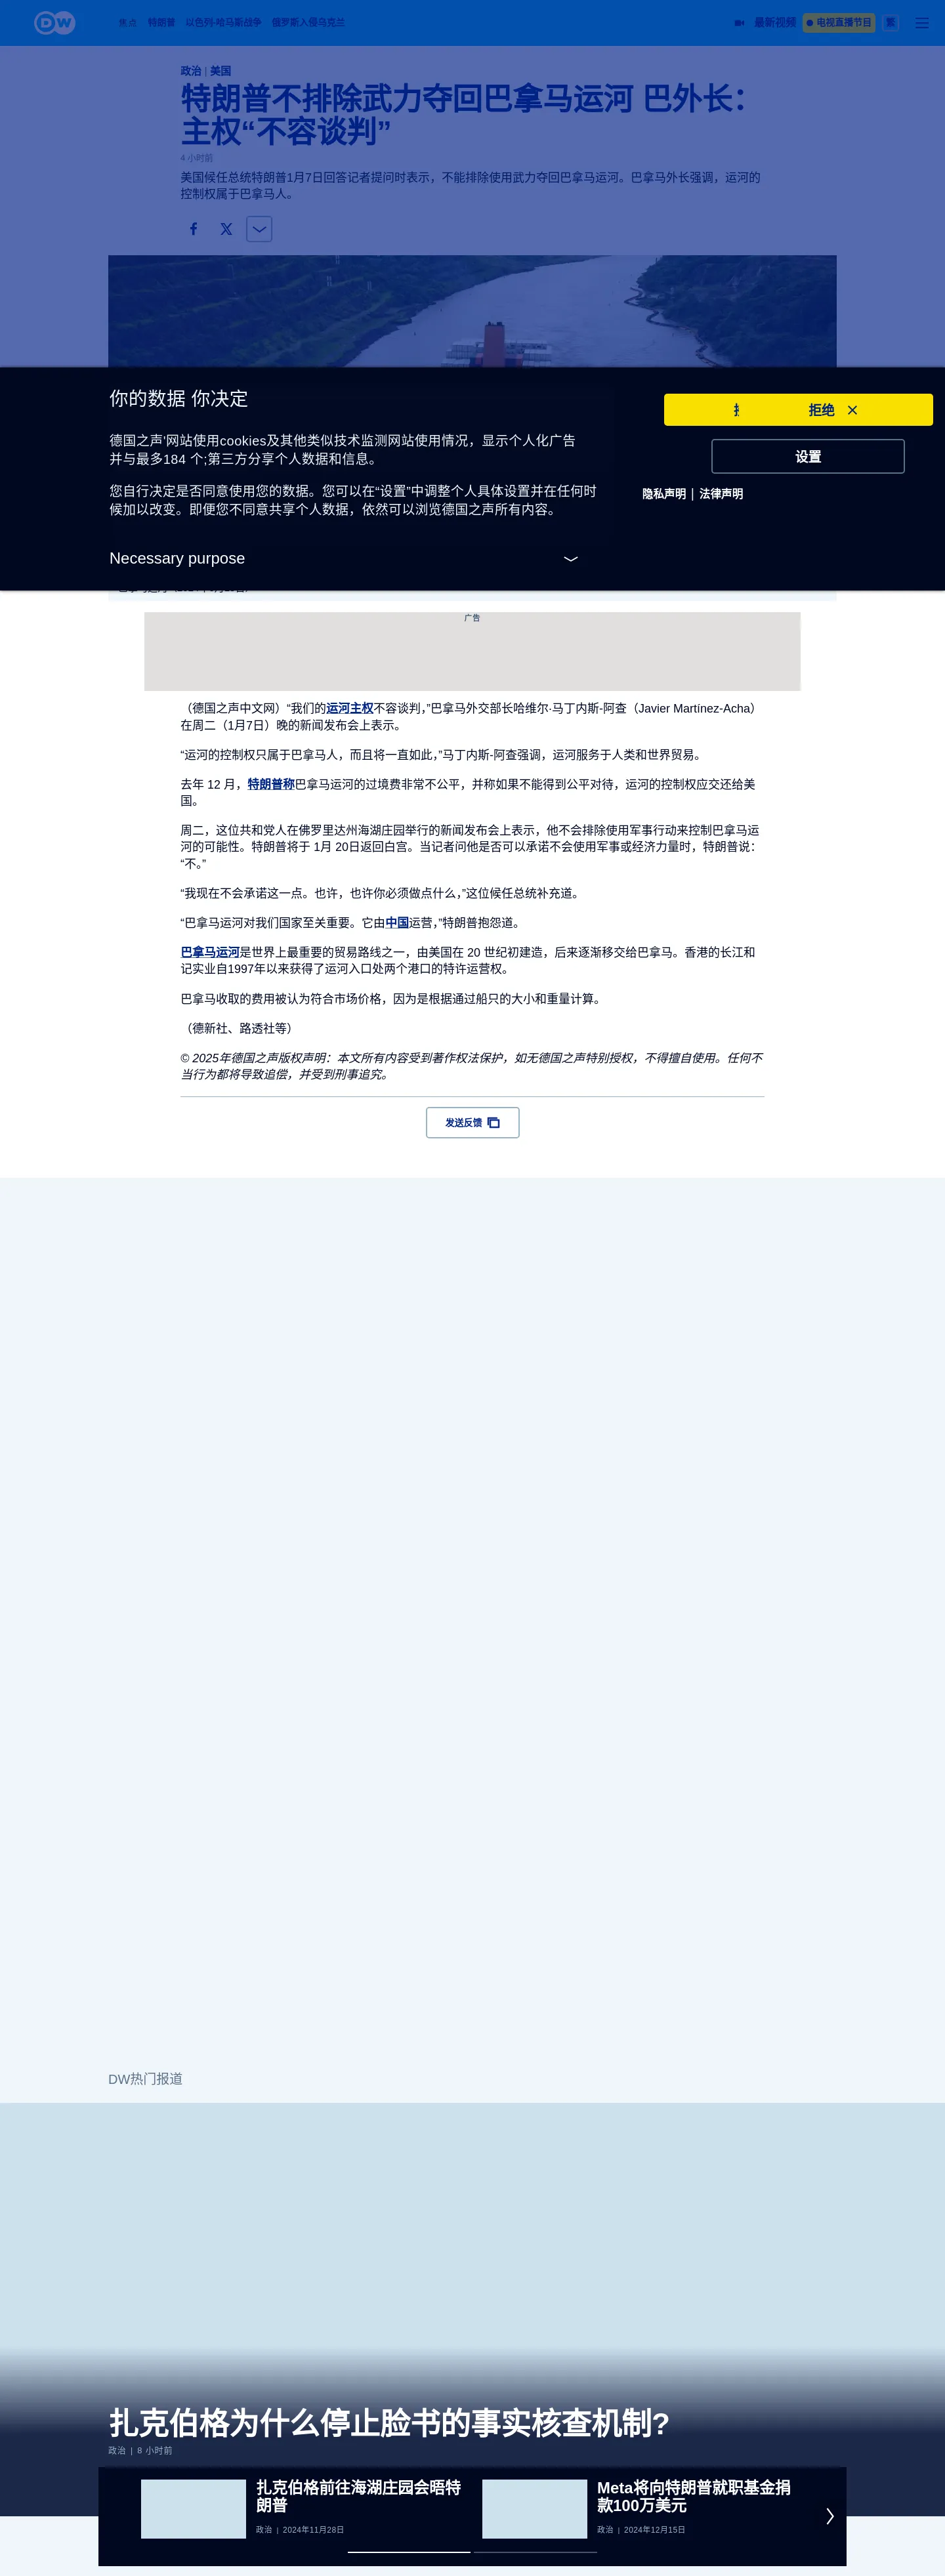 DW
焦点 特朗普 以色列-哈马斯战争 俄罗斯入侵乌克兰
最新视频 电视直播节目 繁
政治 | 美国
特朗普不排除武力夺回巴拿马运河 巴外长：
主权“不容谈判”
4 小时前
美国候任总统特朗普1月7日回答记者提问时表示，不能排除使用武力夺回巴拿马运河。巴拿马外长强调，运河的
控制权属于巴拿马人。
你的数据 你决定
德国之声'网站使用cookies及其他类似技术监测网站使用情况，显示个人化广告
并与最多184 个;第三方分享个人数据和信息。
您自行决定是否同意使用您的数据。您可以在“设置”中调整个人具体设置并在任何时
候加以改变。即便您不同意共享个人数据，依然可以浏览德国之声所有内容。
Necessary purpose
拒绝
设置
隐私声明 | 法律声明
广告
（德国之声中文网）“我们的运河主权不容谈判，”巴拿马外交部长哈维尔·马丁内斯-阿查（Javier Martínez-Acha）
在周二（1月7日）晚的新闻发布会上表示。
“运河的控制权只属于巴拿马人，而且将一直如此，”马丁内斯-阿查强调，运河服务于人类和世界贸易。
去年 12 月，特朗普称巴拿马运河的过境费非常不公平，并称如果不能得到公平对待，运河的控制权应交还给美
国。
周二，这位共和党人在佛罗里达州海湖庄园举行的新闻发布会上表示，他不会排除使用军事行动来控制巴拿马运
河的可能性。特朗普将于 1月 20日返回白宫。当记者问他是否可以承诺不会使用军事或经济力量时，特朗普说：
“不。”
“我现在不会承诺这一点。也许，也许你必须做点什么，”这位候任总统补充道。
“巴拿马运河对我们国家至关重要。它由中国运营，”特朗普抱怨道。
巴拿马运河是世界上最重要的贸易路线之一，由美国在 20 世纪初建造，后来逐渐移交给巴拿马。香港的长江和
记实业自1997年以来获得了运河入口处两个港口的特许运营权。
巴拿马收取的费用被认为符合市场价格，因为是根据通过船只的大小和重量计算。
（德新社、路透社等）
© 2025年德国之声版权声明：本文所有内容受到著作权法保护，如无德国之声特别授权，不得擅自使用。任何不
当行为都将导致追偿，并受到刑事追究。
发送反馈
DW热门报道
扎克伯格为什么停止脸书的事实核查机制?
政治 | 8 小时前
扎克伯格前往海湖庄园会晤特
朗普
政治 | 2024年11月28日
Meta将向特朗普就职基金捐
款100万美元
政治 | 2024年12月15日